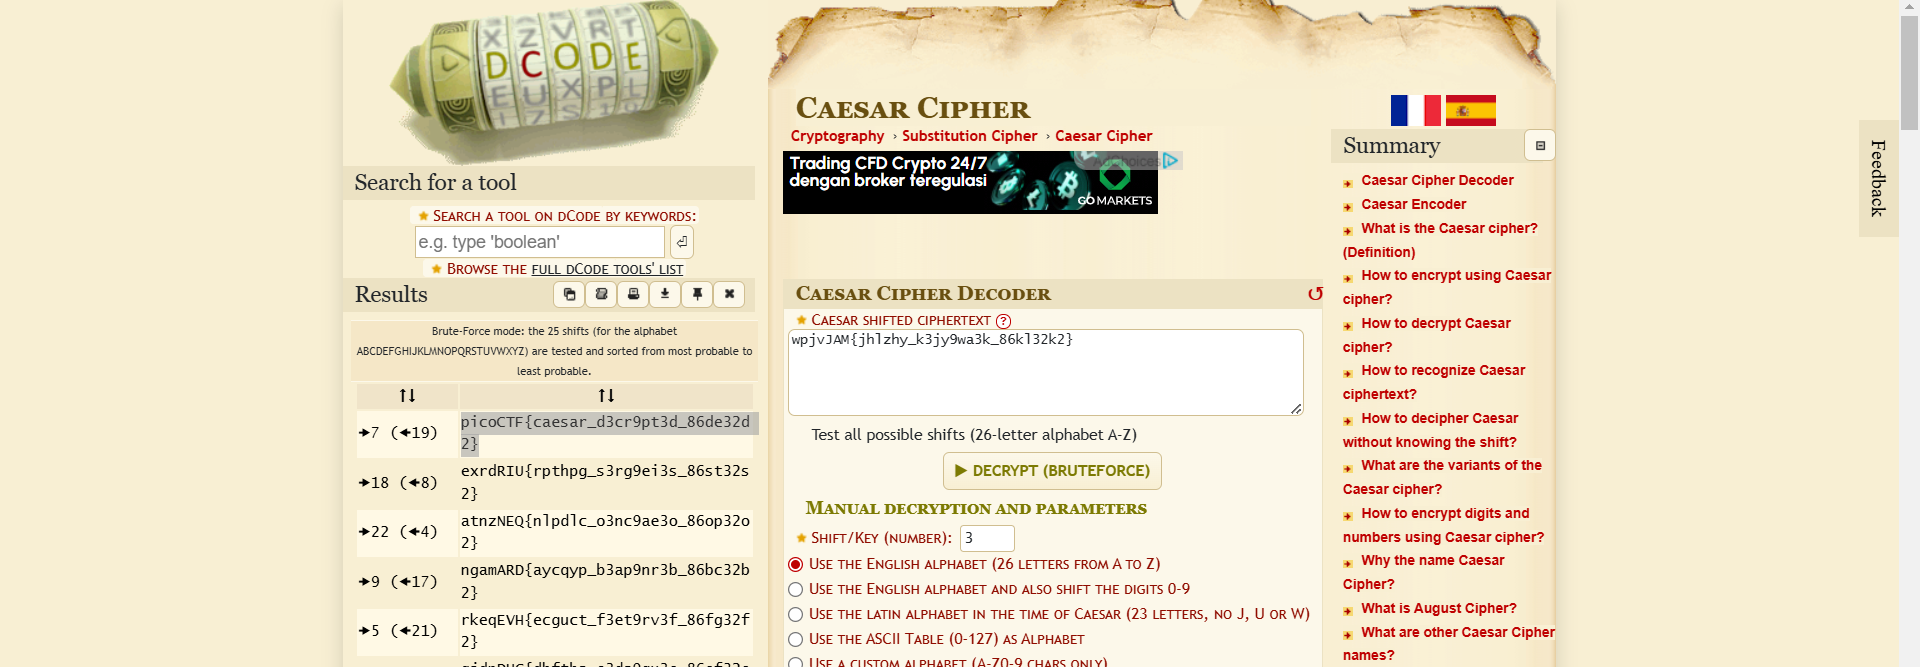 X Z V R T
D C O D E
E U X P L
Search for a tool
Search a tool on dCode by keywords:
e.g. type 'boolean'
Browse the full dCode tools' list
Results
Brute-Force mode: the 25 shifts (for the alphabet
ABCDEFGHIJKLMNOPQRSTUVWXYZ) are tested and sorted from most probable to
least probable.
↑↓ ↑↓
➔7 (🡰19) picoCTF{caesar_d3cr9pt3d_86de32d
2}
➔18 (🡰8) exrdRIU{rpthpg_s3rg9ei3s_86st32s
2}
➔22 (🡰4) atnzNEQ{nlpdlc_o3nc9ae3o_86op32o
2}
➔9 (🡰17) ngamARD{aycqyp_b3ap9nr3b_86bc32b
2}
➔5 (🡰21) rkeqEVH{ecguct_f3et9rv3f_86fg32f
2}
Caesar Cipher
Cryptography › Substitution Cipher › Caesar Cipher
Trading CFD Crypto 24/7
dengan broker teregulasi
AdChoices
GO MARKETS
Caesar Cipher Decoder
Caesar shifted ciphertext ?
wpjvJAM{jhlzhy_k3jy9wa3k_86kl32k2}
Test all possible shifts (26-letter alphabet A-Z)
▶ DECRYPT (BRUTEFORCE)
Manual decryption and parameters
Shift/Key (number): 3
Use the English alphabet (26 letters from A to Z)
Use the English alphabet and also shift the digits 0-9
Use the latin alphabet in the time of Caesar (23 letters, no J, U or W)
Use the ASCII Table (0-127) as Alphabet
Use a custom alphabet (A-Z0-9 chars only)
Summary
Caesar Cipher Decoder
Caesar Encoder
What is the Caesar cipher?
(Definition)
How to encrypt using Caesar
cipher?
How to decrypt Caesar
cipher?
How to recognize Caesar
ciphertext?
How to decipher Caesar
without knowing the shift?
What are the variants of the
Caesar cipher?
How to encrypt digits and
numbers using Caesar cipher?
Why the name Caesar
Cipher?
What is August Cipher?
What are other Caesar Cipher
names?
Feedback